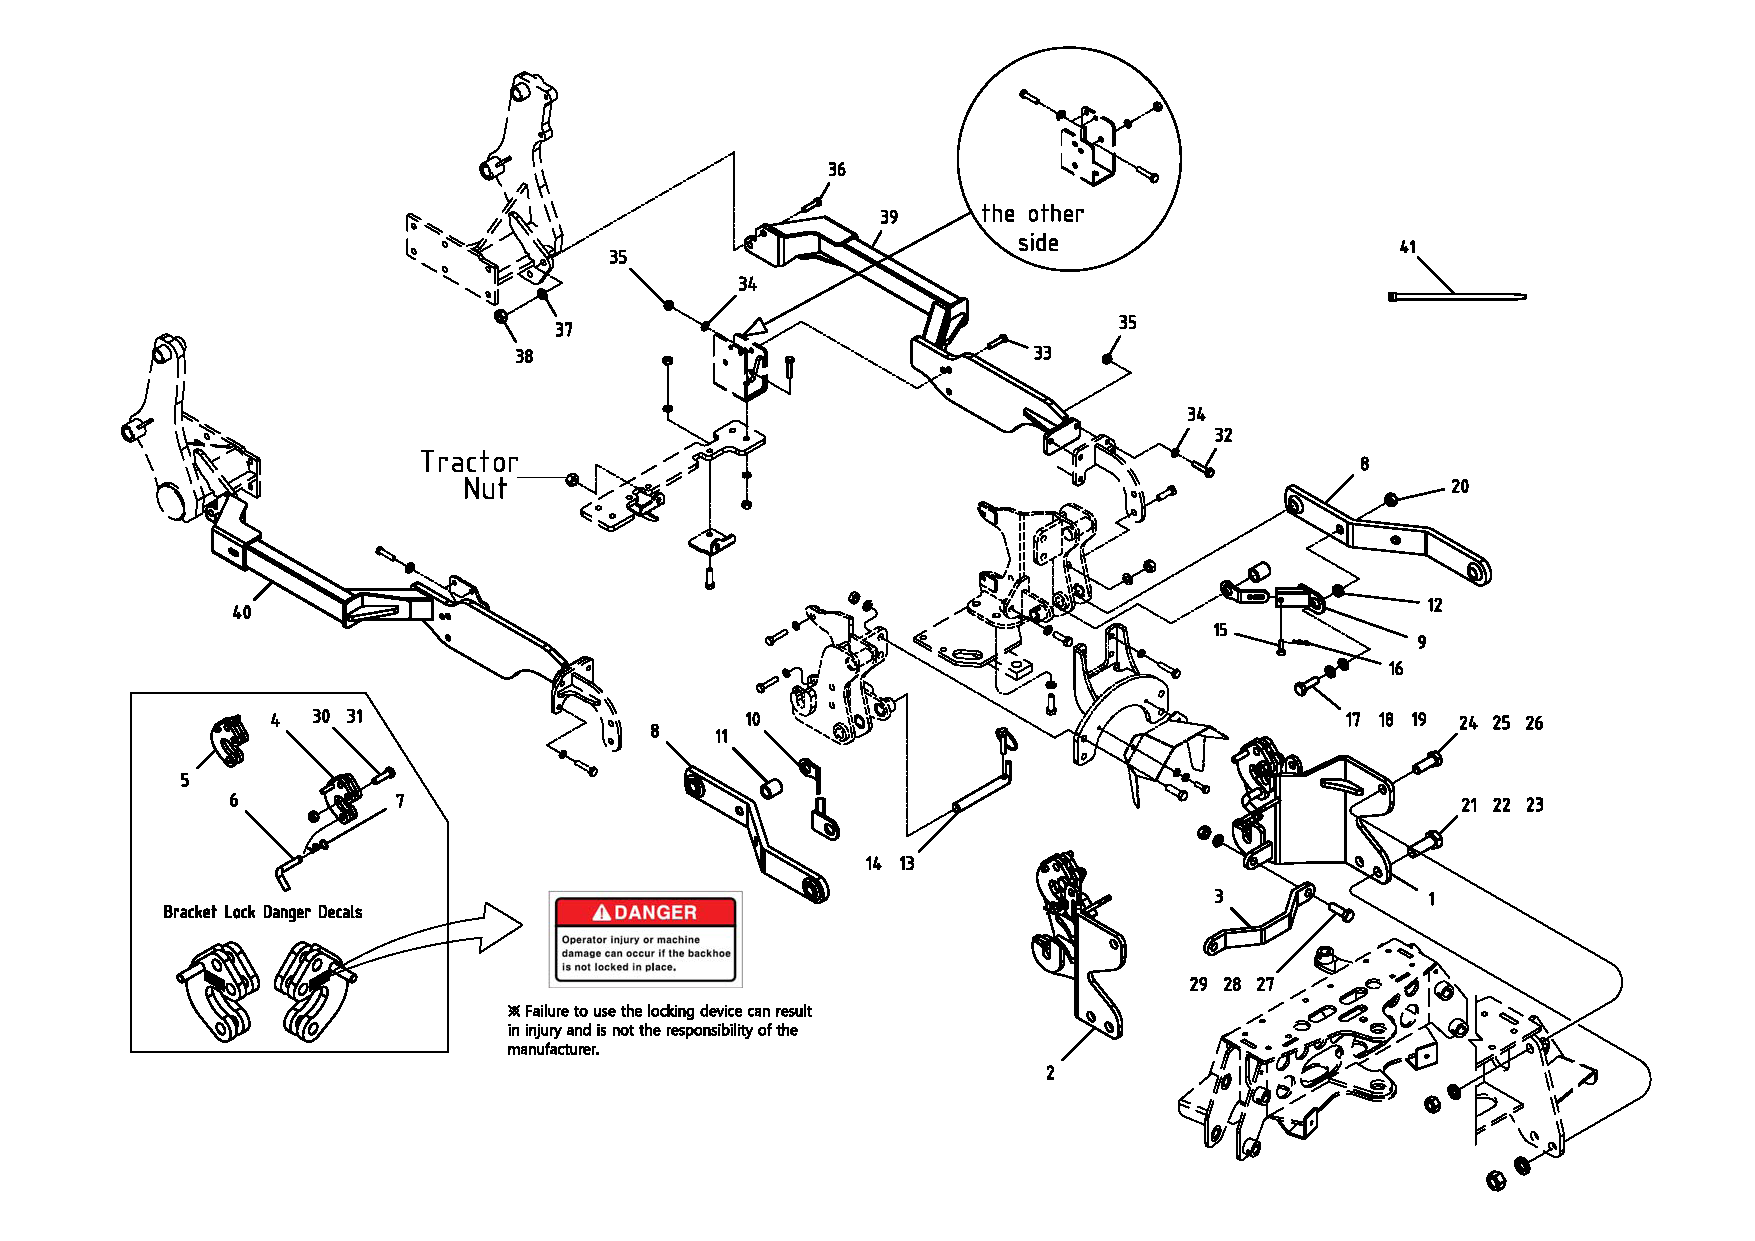 36
39
the other
side
35
34
41
37
38
33
35
34
32
8
20
Tractor
Nut
40
12
15
9
16
10
11
8
17 18 19
24 25 26
4
30 31
5
6
7
21 22 23
14 13
1
3
Bracket Lock Danger Decals
DANGER
Operator injury or machine
damage can occur if the backhoe
is not locked in place.
29 28 27
※ Failure to use the locking device can result
in injury and is not the responsibility of the
manufacturer.
2